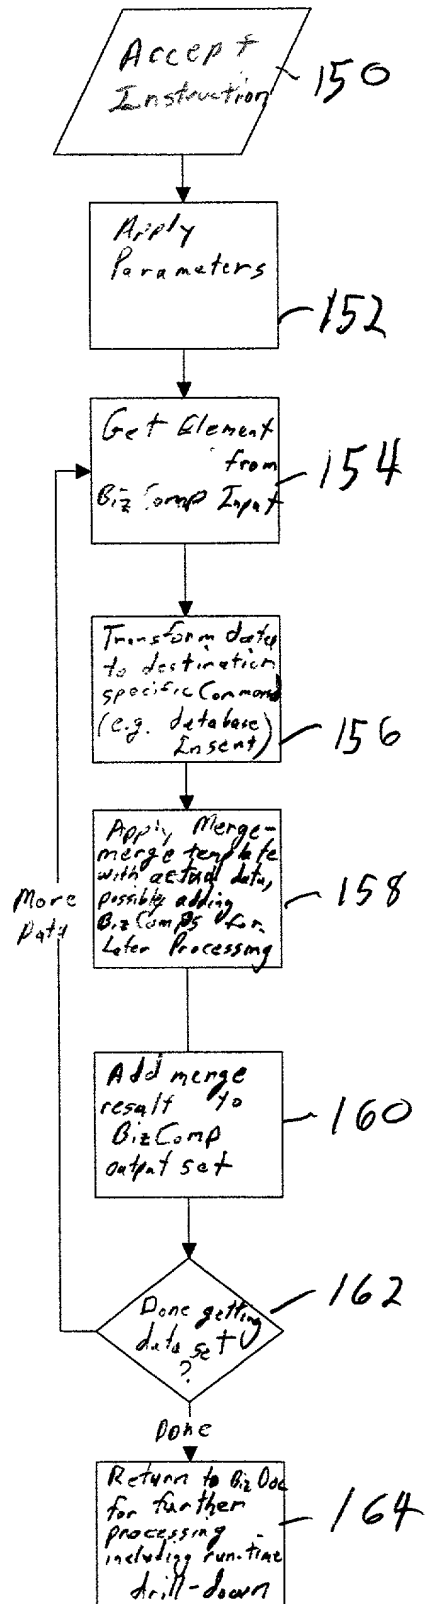 Accept
Instruction
150
Apply
Parameters
152
Get Element
from
BizComp Input
154
Transform data
to destination
specific Command
(e.g. database
Insent)
156
Apply Merge-
merge template
with actual data,
possibly adding
BizComps for
Later Processing
158
More
Data
Add merge
result to
BizComp
output set
160
Done getting
data set
?
162
Done
Return to BizDoc
for further
processing
including run-time
drill-down
164